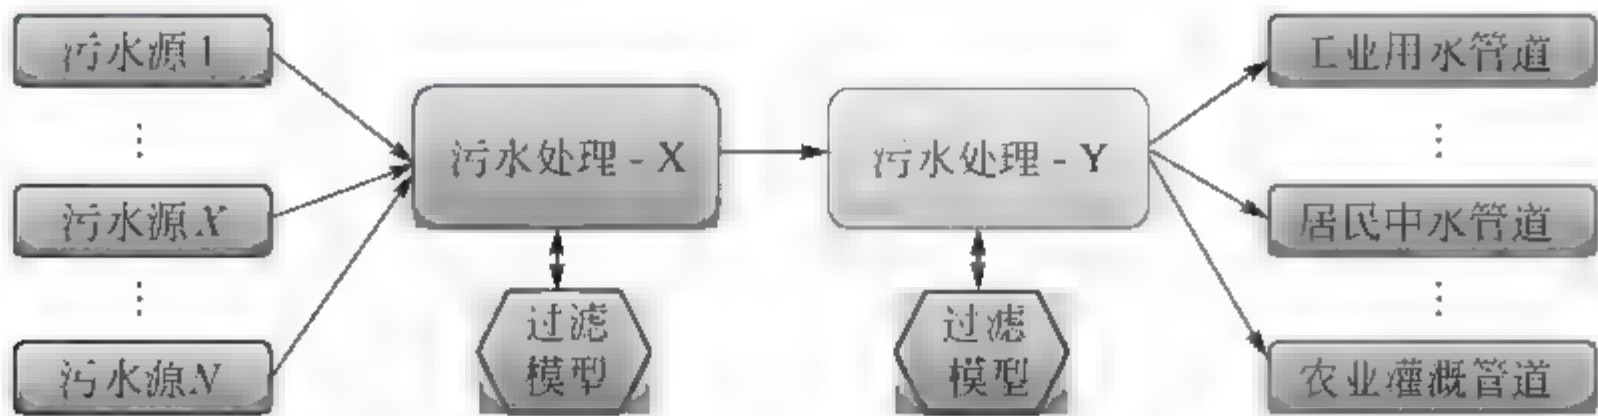 污水源 1
⋮
污水源 X
⋮
污水源 N
污水处理 - X
过滤
模型
污水处理 - Y
过滤
模型
工业用水管道
⋮
居民中水管道
⋮
农业灌溉管道